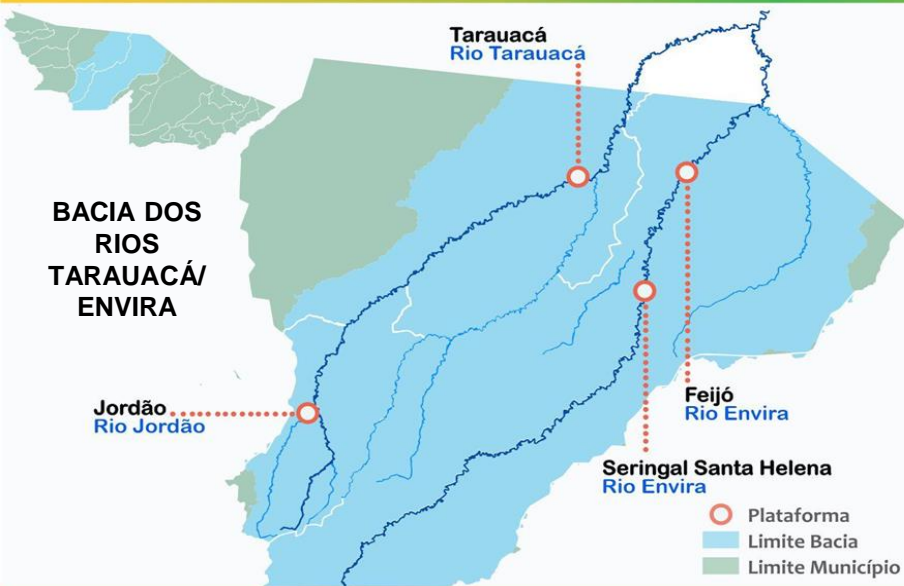 Tarauacá
Rio Tarauacá
BACIA DOS
RIOS
TARAUACÁ/
ENVIRA
Jordão
Rio Jordão
Feijó
Rio Envira
Seringal Santa Helena
Rio Envira
Plataforma
Limite Bacia
Limite Município